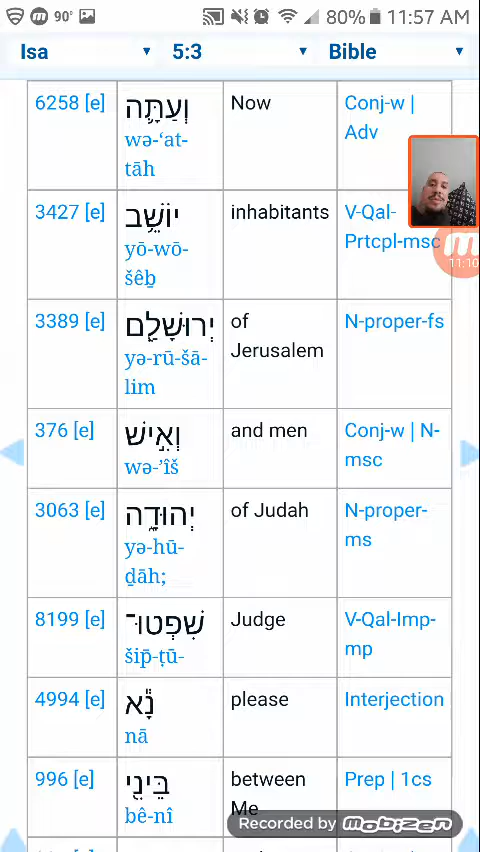 90° 80% 11:57 AM
Isa 5:3 Bible
6258 [e] וְעַתָּ֛ה Now Conj-w |
wə-‘at- Adv
tāh
3427 [e] יוֹשֵׁ֥ב inhabitants V-Qal-
yō-wō- Prtcpl-msc
šêḇ
11:10
3389 [e] יְרוּשָׁלִַ֖ם of N-proper-fs
yə-rū-šā- Jerusalem
lim
376 [e] וְאִ֣ישׁ and men Conj-w | N-
wə-’îš msc
3063 [e] יְהוּדָ֑ה of Judah N-proper-
yə-hū- ms
ḏāh;
8199 [e] שִׁפְטוּ־ Judge V-Qal-Imp-
šip̄-ṭū- mp
4994 [e] נָ֕א please Interjection
nā
996 [e] בֵּינִ֖י between Prep | 1cs
bê-nî Me
Recorded by MOBIZEN